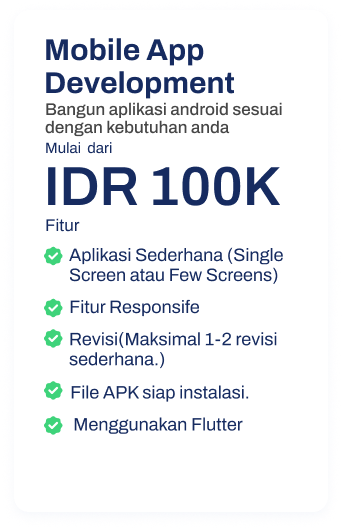 Mobile App
Development
Bangun aplikasi android sesuai
dengan kebutuhan anda
Mulai dari
IDR 100K
Fitur
Aplikasi Sederhana (Single
Screen atau Few Screens)
Fitur Responsife
Revisi(Maksimal 1-2 revisi
sederhana.)
File APK siap instalasi.
Menggunakan Flutter